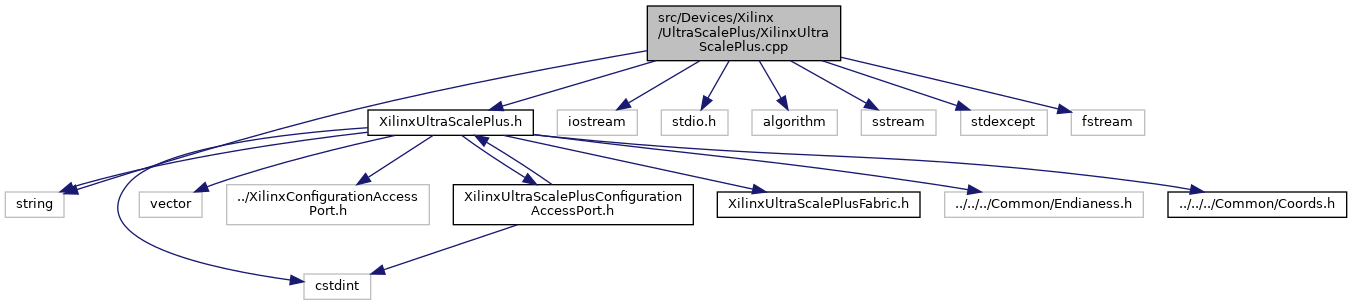 src/Devices/Xilinx
/UltraScalePlus/XilinxUltra
ScalePlus.cpp
XilinxUltraScalePlus.h
iostream
stdio.h
algorithm
sstream
stdexcept
fstream
string
vector
../XilinxConfigurationAccess
Port.h
XilinxUltraScalePlusConfiguration
AccessPort.h
XilinxUltraScalePlusFabric.h
../../../Common/Endianess.h
../../../Common/Coords.h
cstdint